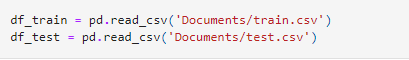 df_train = pd.read_csv('Documents/train.csv')
df_test = pd.read_csv('Documents/test.csv')